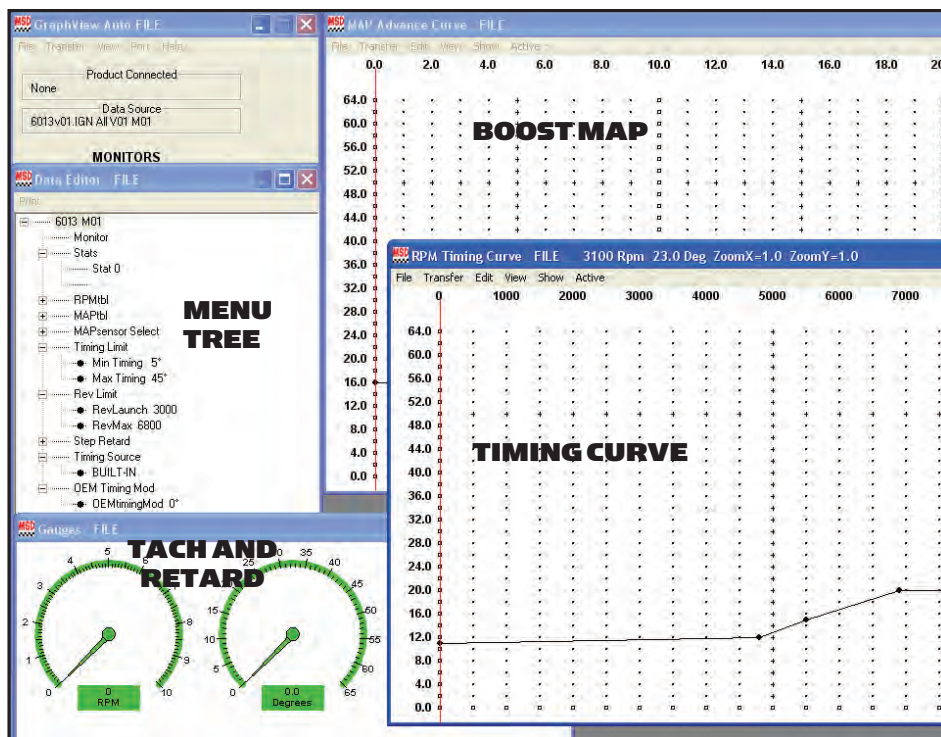 MSD GraphView Auto FILE
File Transfer View Port Help
Product Connected
None
Data Source
6013v01.IGN All V01 M01
MONITORS
MSD Data Editor FILE
Print
6013 M01
Monitor
Stats
Stat 0
RPMtbl
MAPtbl
MAPsensor Select
Timing Limit
Min Timing 5°
Max Timing 45°
Rev Limit
RevLaunch 3000
RevMax 6800
Step Retard
Timing Source
BUILT-IN
OEM Timing Mod
OEMtimingMod 0°
MENU
TREE
MSD MAP Advance Curve FILE
File Transfer Edit View Show Active
0.0 2.0 4.0 6.0 8.0 10.0 12.0 14.0 16.0 18.0
64.0
60.0
56.0
52.0
48.0
44.0
40.0
36.0
32.0
28.0
24.0
20.0
16.0
12.0
8.0
4.0
0.0
BOOST MAP
MSD RPM Timing Curve FILE 3100 Rpm 23.0 Deg ZoomX=1.0 ZoomY=1.0
File Transfer Edit View Show Active
0 1000 2000 3000 4000 5000 6000 7000
64.0
60.0
56.0
52.0
48.0
44.0
40.0
36.0
32.0
28.0
24.0
20.0
16.0
12.0
8.0
4.0
0.0
TIMING CURVE
MSD Gauges FILE
TACH AND
RETARD
0 1 2 3 4 5 8 9 10
0
RPM
0 5 10 15 20 30 35 40 45 50 55 60 65
0.0
Degrees